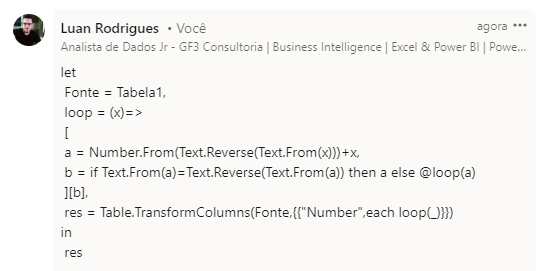 Luan Rodrigues • Você
agora •••
Analista de Dados Jr - GF3 Consultoria | Business Intelligence | Excel & Power BI | Powe...
let
Fonte = Tabela1,
loop = (x)=>
[
a = Number.From(Text.Reverse(Text.From(x)))+x,
b = if Text.From(a)=Text.Reverse(Text.From(a)) then a else @loop(a)
][b],
res = Table.TransformColumns(Fonte,{{"Number",each loop(_)}})
in
res